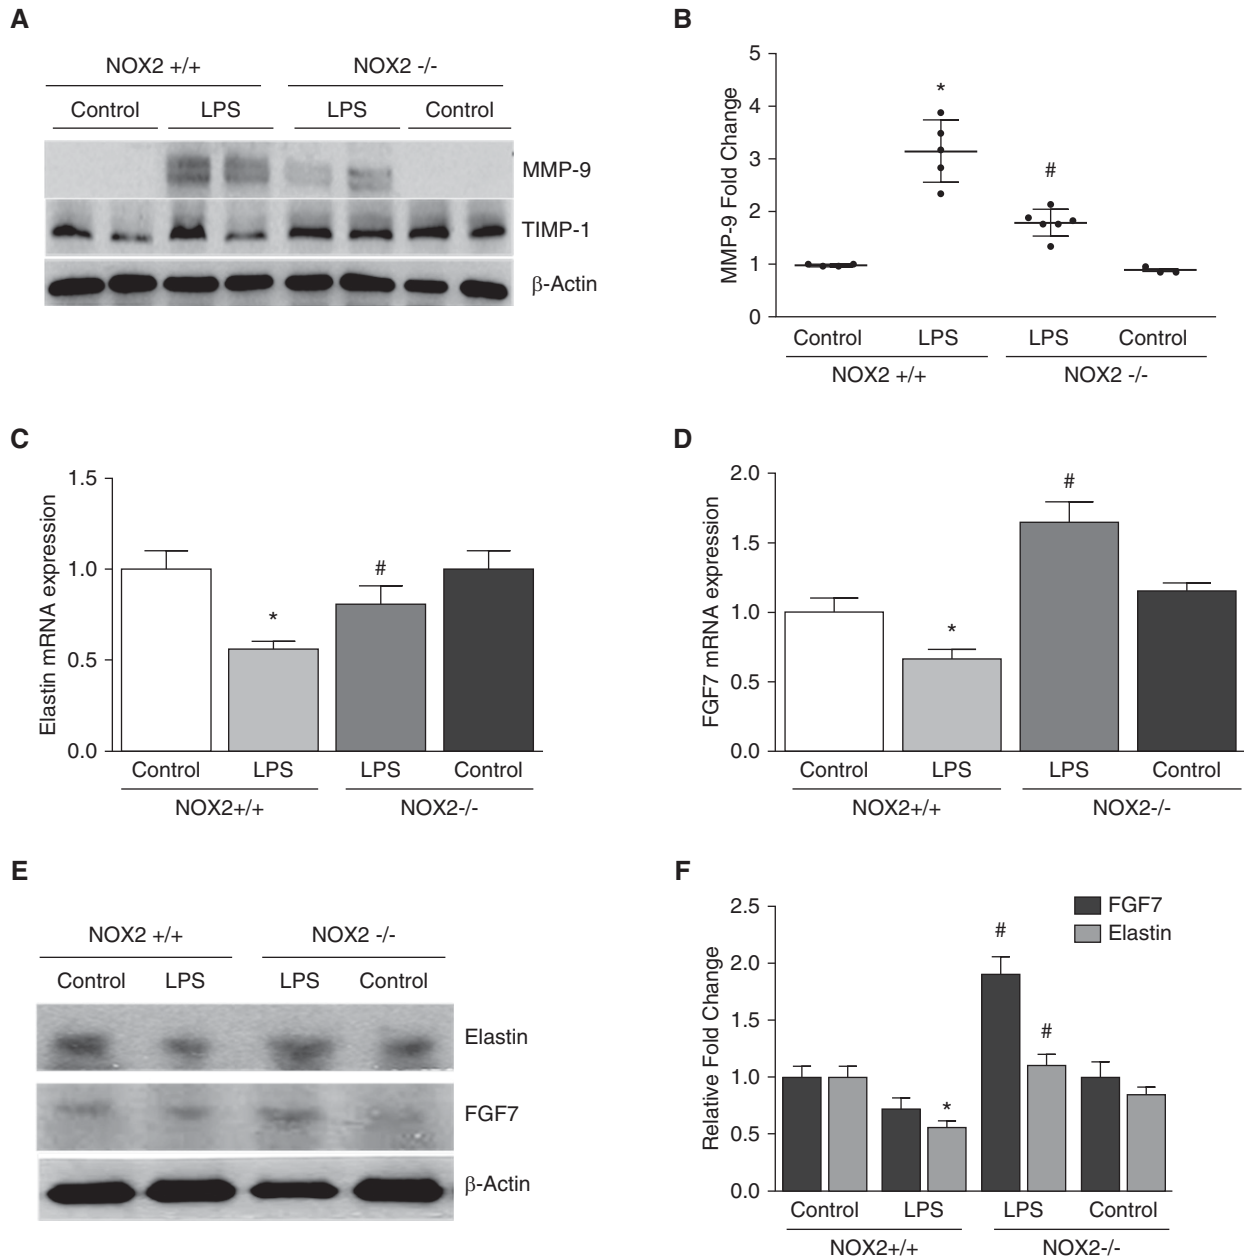 A
NOX2 +/+ NOX2 -/-
Control LPS LPS Control
MMP-9
TIMP-1
β-Actin
B
MMP-9 Fold Change
5
4
3
2
1
0
*
#
Control LPS LPS Control
NOX2 +/+ NOX2 -/-
C
Elastin mRNA expression
1.5
1.0
0.5
0.0
*
#
Control LPS LPS Control
NOX2+/+ NOX2-/-
D
FGF7 mRNA expression
2.0
1.5
1.0
0.5
0.0
*
#
Control LPS LPS Control
NOX2+/+ NOX2-/-
E
NOX2 +/+ NOX2 -/-
Control LPS LPS Control
Elastin
FGF7
β-Actin
F
Relative Fold Change
2.5
2.0
1.5
1.0
0.5
0.0
FGF7
Elastin
*
#
#
Control LPS LPS Control
NOX2+/+ NOX2-/-